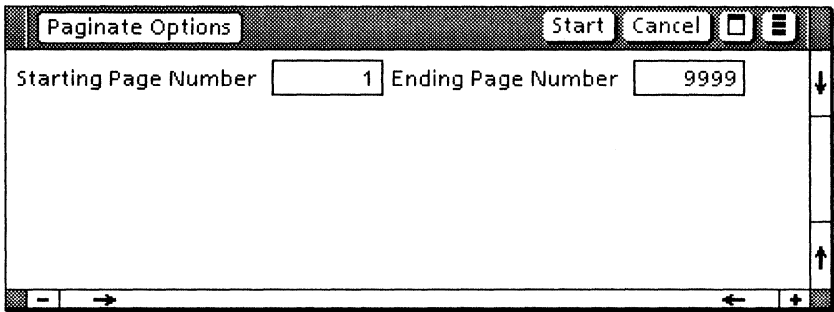 Paginate Options Start Cancel
Starting Page Number 1 Ending Page Number 9999
- +